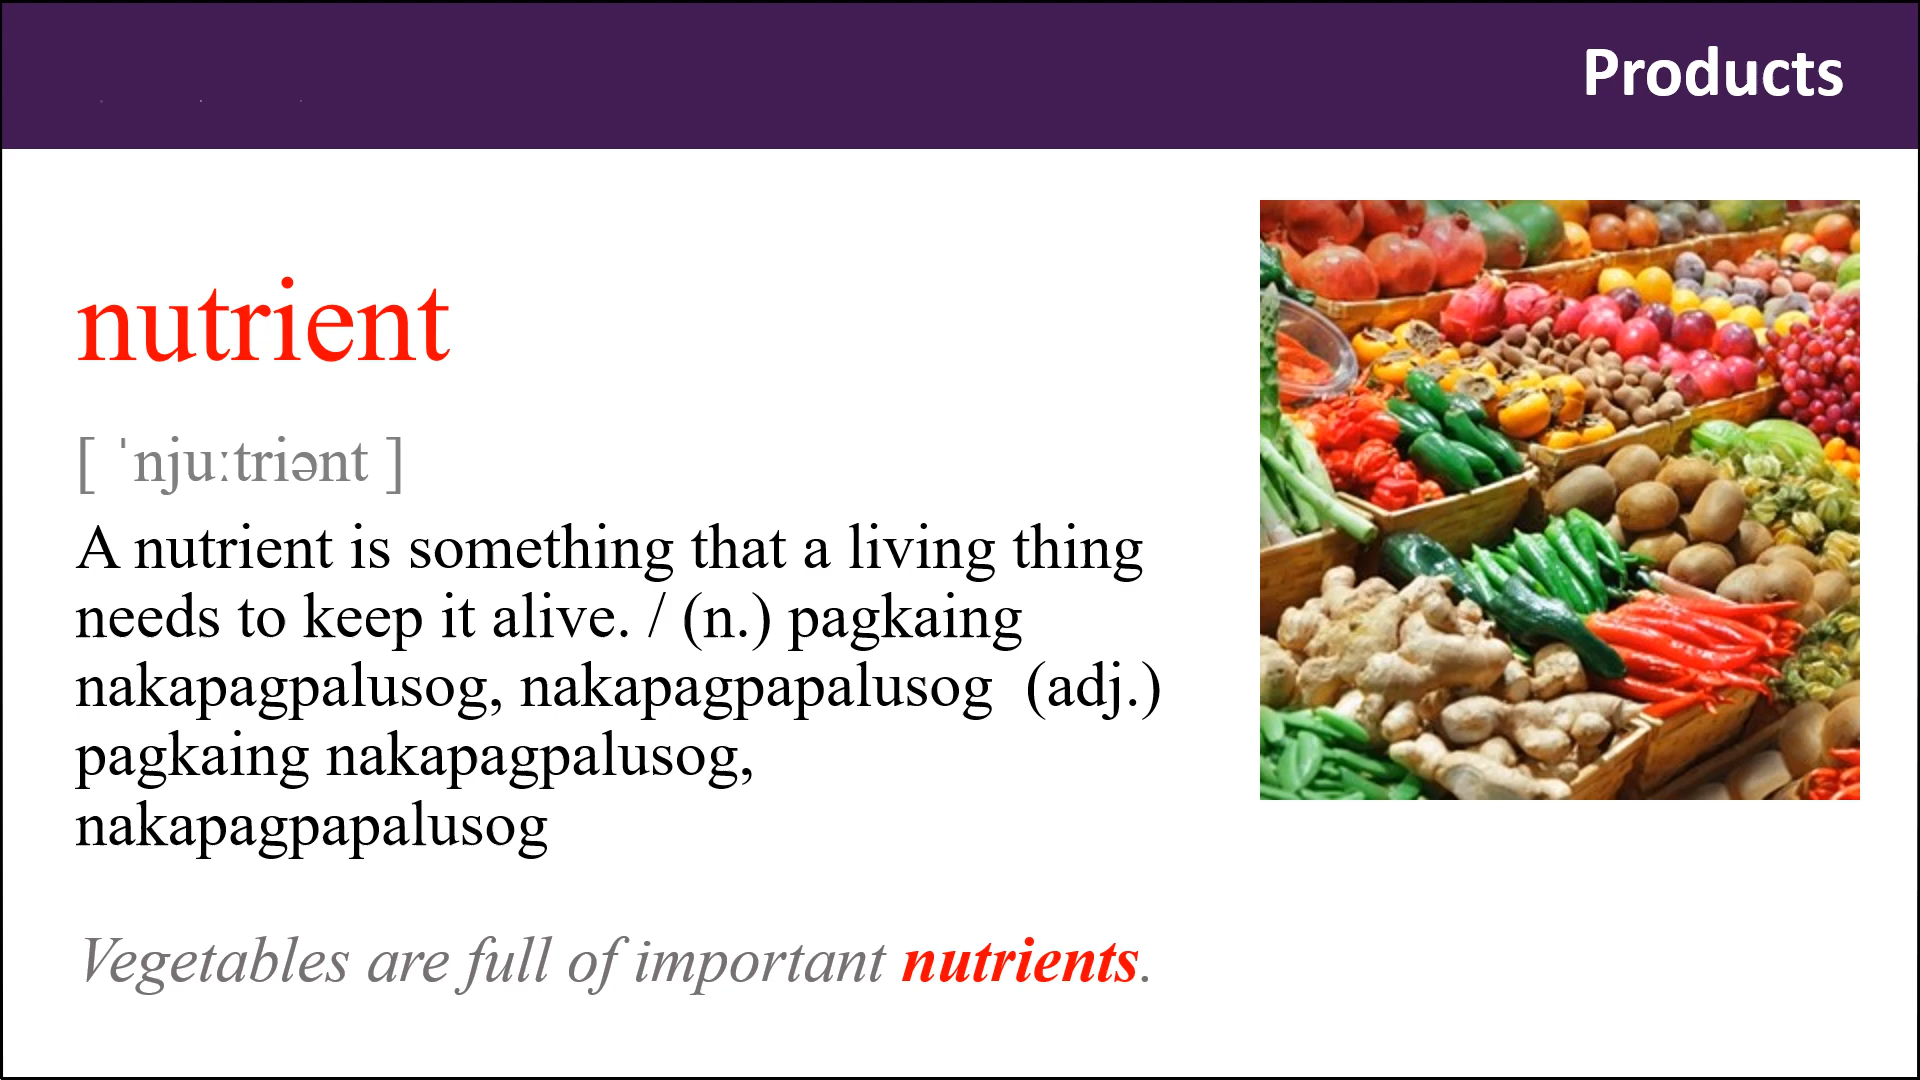 Products
nutrient
[ ˈnjuːtriənt ]
A nutrient is something that a living thing
needs to keep it alive. / (n.) pagkaing
nakapagpalusog, nakapagpapalusog (adj.)
pagkaing nakapagpalusog,
nakapagpapalusog
Vegetables are full of important nutrients.